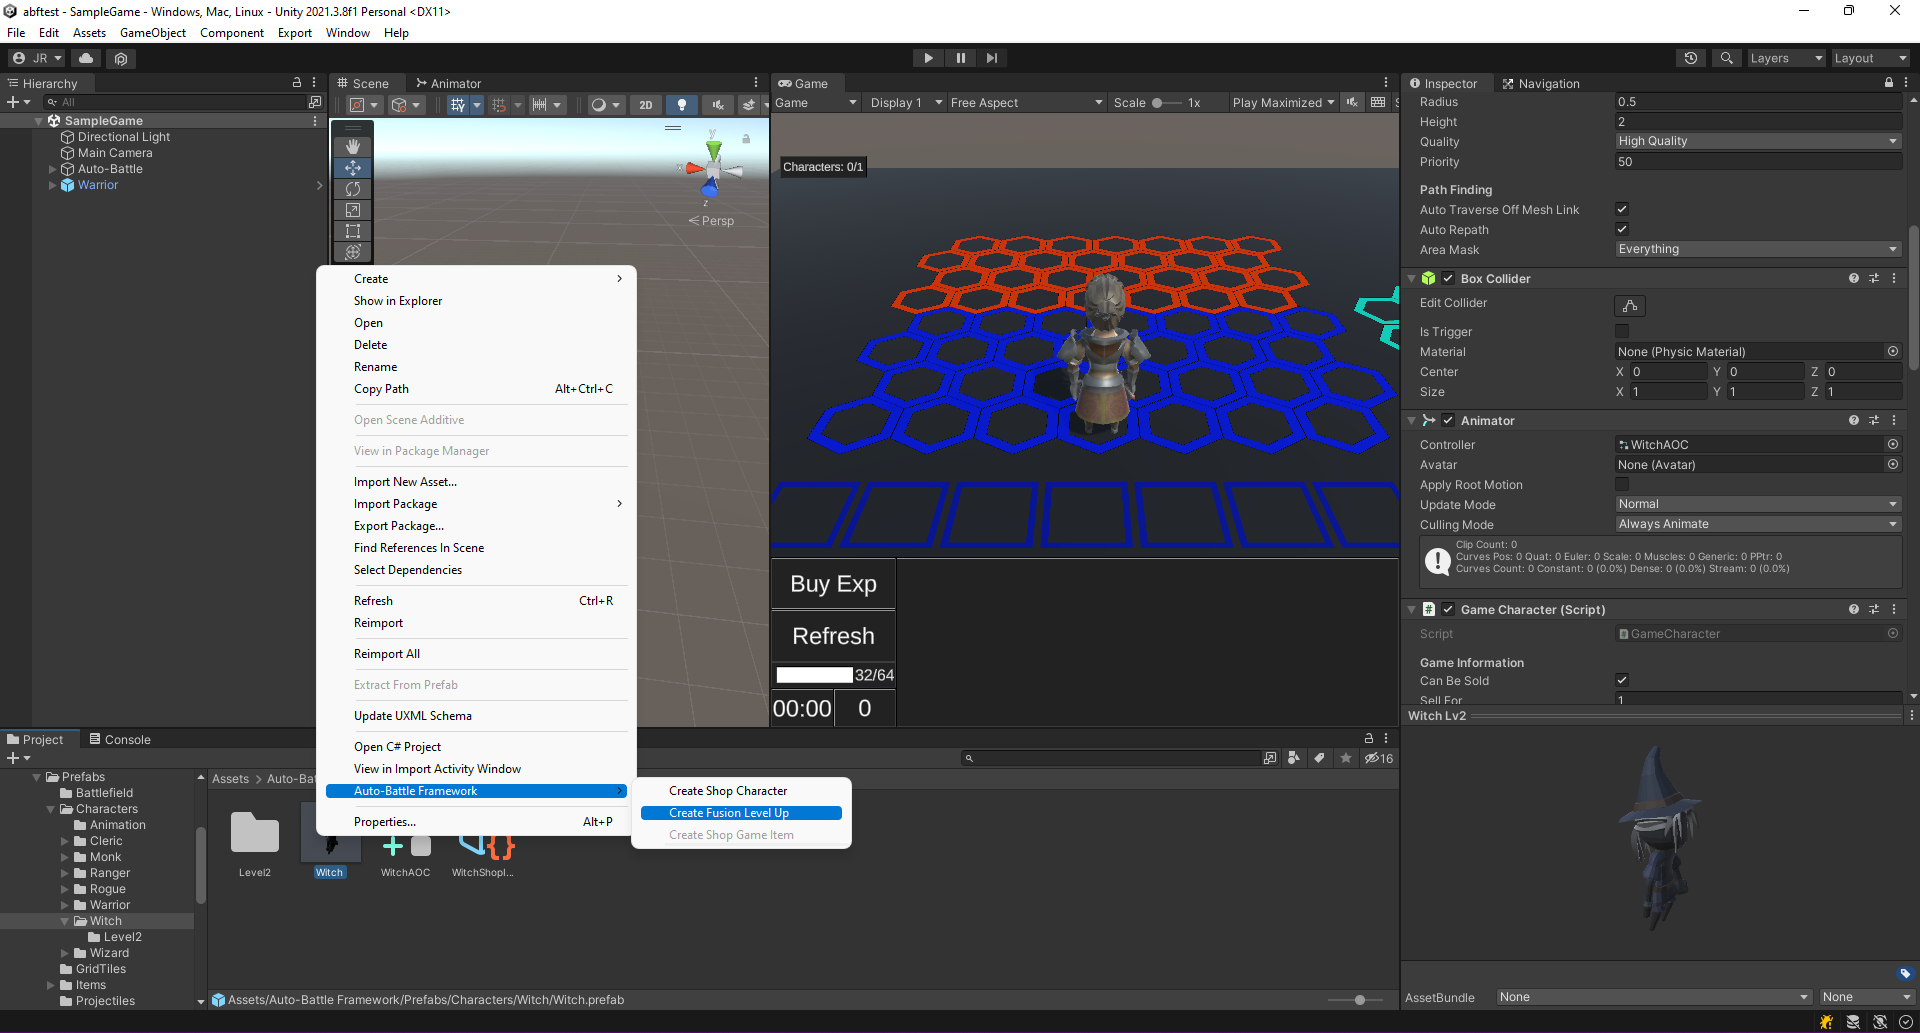 abftest - SampleGame - Windows, Mac, Linux - Unity 2021.3.8f1 Personal <DX11>
File Edit Assets GameObject Component Export Window Help
JR
Layers
Layout
Hierarchy
All
SampleGame
Directional Light
Main Camera
Auto-Battle
Warrior
Scene
Animator
2D
y
z
Persp
Game
Game
Display 1
Free Aspect
Scale
1x
Play Maximized
Characters: 0/1
Buy Exp
Refresh
32/64
00:00
0
Create
Show in Explorer
Open
Delete
Rename
Copy Path Alt+Ctrl+C
Open Scene Additive
View in Package Manager
Import New Asset...
Import Package
Export Package...
Find References In Scene
Select Dependencies
Refresh Ctrl+R
Reimport
Reimport All
Extract From Prefab
Update UXML Schema
Open C# Project
View in Import Activity Window
Auto-Battle Framework
Properties... Alt+P
Create Shop Character
Create Fusion Level Up
Create Shop Game Item
Project
Console
Prefabs
Battlefield
Characters
Animation
Cleric
Monk
Ranger
Rogue
Warrior
Witch
Level2
Wizard
GridTiles
Items
Projectiles
Assets > Auto-Bat
16
Level2
Witch
WitchAOC
WitchShopI...
Assets/Auto-Battle Framework/Prefabs/Characters/Witch/Witch.prefab
Inspector
Navigation
Radius 0.5
Height 2
Quality High Quality
Priority 50
Path Finding
Auto Traverse Off Mesh Link
Auto Repath
Area Mask Everything
Box Collider
Edit Collider
Is Trigger
Material None (Physic Material)
Center X 0 Y 0 Z 0
Size X 1 Y 1 Z 1
Animator
Controller WitchAOC
Avatar None (Avatar)
Apply Root Motion
Update Mode Normal
Culling Mode Always Animate
Clip Count: 0
Curves Pos: 0 Quat: 0 Euler: 0 Scale: 0 Muscles: 0 Generic: 0 PPtr: 0
Curves Count: 0 Constant: 0 (0.0%) Dense: 0 (0.0%) Stream: 0 (0.0%)
# Game Character (Script)
Script GameCharacter
Game Information
Can Be Sold
Sell For 1
Witch Lv2
AssetBundle None None